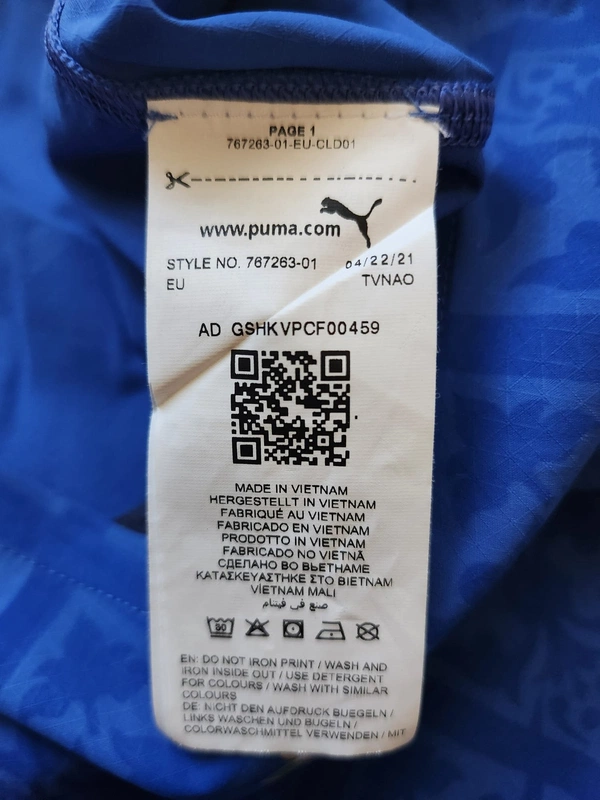 PAGE 1
767263-01-EU-CLD01
www.puma.com
STYLE NO. 767263-01 04/22/21
EU TVNAO
AD GSHKVPCF00459
MADE IN VIETNAM
HERGESTELLT IN VIETNAM
FABRIQUÉ AU VIETNAM
FABRICADO EN VIETNAM
PRODOTTO IN VIETNAM
FABRICADO NO VIETNÃ
СДЕЛАНО ВО ВЬЕТНАМЕ
ΚΑΤΑΣΚΕΥΑΣΤΗΚΕ ΣΤΟ ΒΙΕΤΝΑΜ
VİETNAM MALI
صنع في فيتنام
30
EN: DO NOT IRON PRINT / WASH AND
IRON INSIDE OUT / USE DETERGENT
FOR COLOURS / WASH WITH SIMILAR
COLOURS
DE: NICHT DEN AUFDRUCK BUEGELN /
LINKS WASCHEN UND BUGELN /
COLORWASCHMITTEL VERWENDEN / MIT